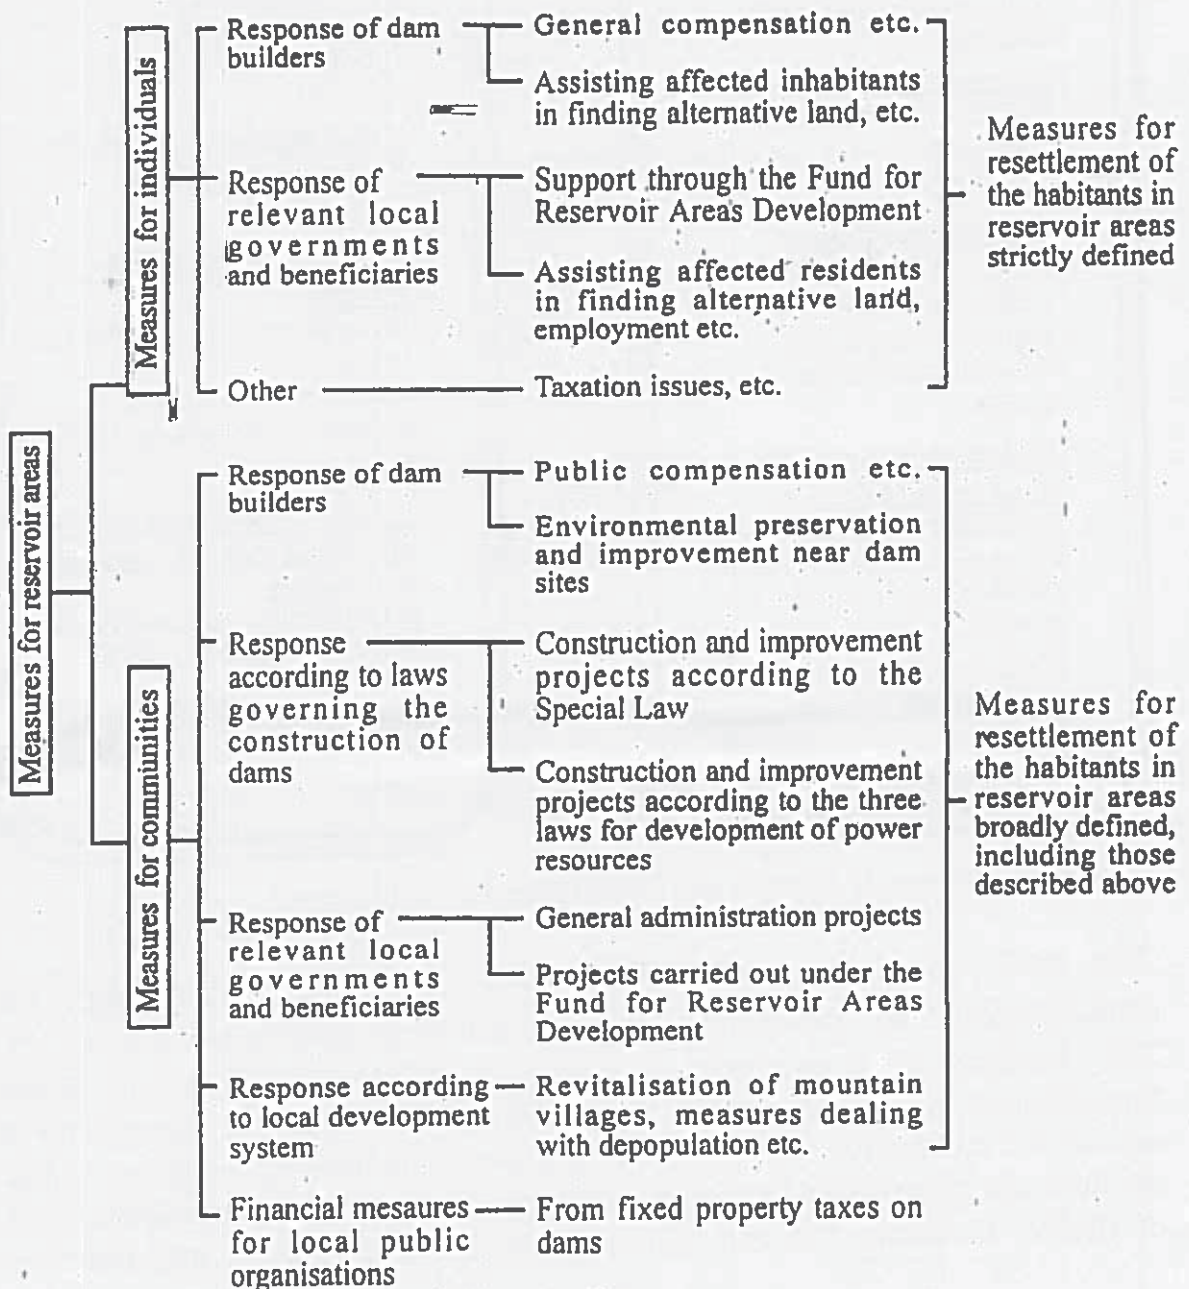 Measures for reservoir areas
Measures for individuals
Response of dam
builders
General compensation etc.
Assisting affected inhabitants
in finding alternative land, etc.
Response of
relevant local
governments
and beneficiaries
Support through the Fund for
Reservoir Areas Development
Assisting affected residents
in finding alternative land,
employment etc.
Other
Taxation issues, etc.
Measures for
resettlement of
the habitants in
reservoir areas
strictly defined
Measures for communities
Response of dam
builders
Public compensation etc.
Environmental preservation
and improvement near dam
sites
Response
according to laws
governing the
construction of
dams
Construction and improvement
projects according to the
Special Law
Construction and improvement
projects according to the three
laws for development of power
resources
Response of
relevant local
governments
and beneficiaries
General administration projects
Projects carried out under the
Fund for Reservoir Areas
Development
Response according
to local development
system
Revitalisation of mountain
villages, measures dealing
with depopulation etc.
Measures for
resettlement of
the habitants in
reservoir areas
broadly defined,
including those
described above
Financial mesaures
for local public
organisations
From fixed property taxes on
dams